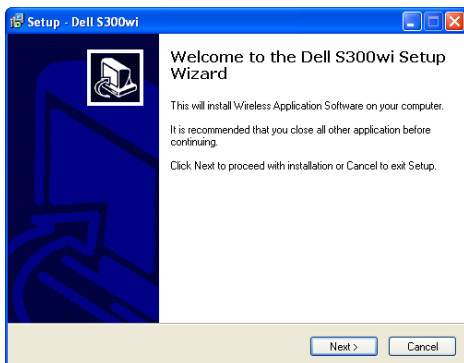 Setup - Dell S300wi
Welcome to the Dell S300wi Setup
Wizard
This will install Wireless Application Software on your computer.
It is recommended that you close all other application before
continuing.
Click Next to proceed with installation or Cancel to exit Setup.
Next >
Cancel